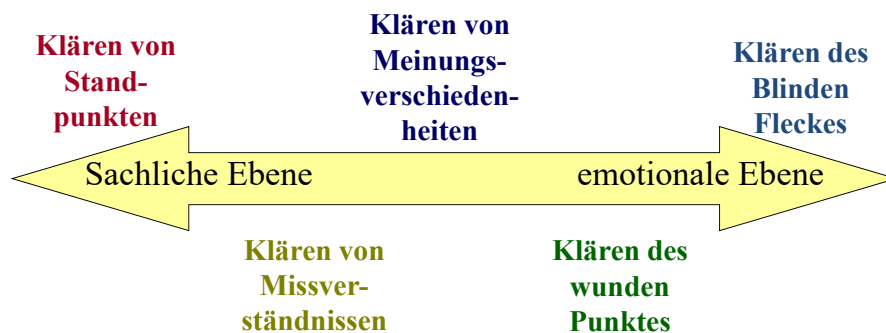 Klären von
Stand-
punkten
Klären von
Meinungs-
verschieden-
heiten
Klären des
Blinden
Fleckes
Sachliche Ebene
emotionale Ebene
Klären von
Missver-
ständnissen
Klären des
wunden
Punktes